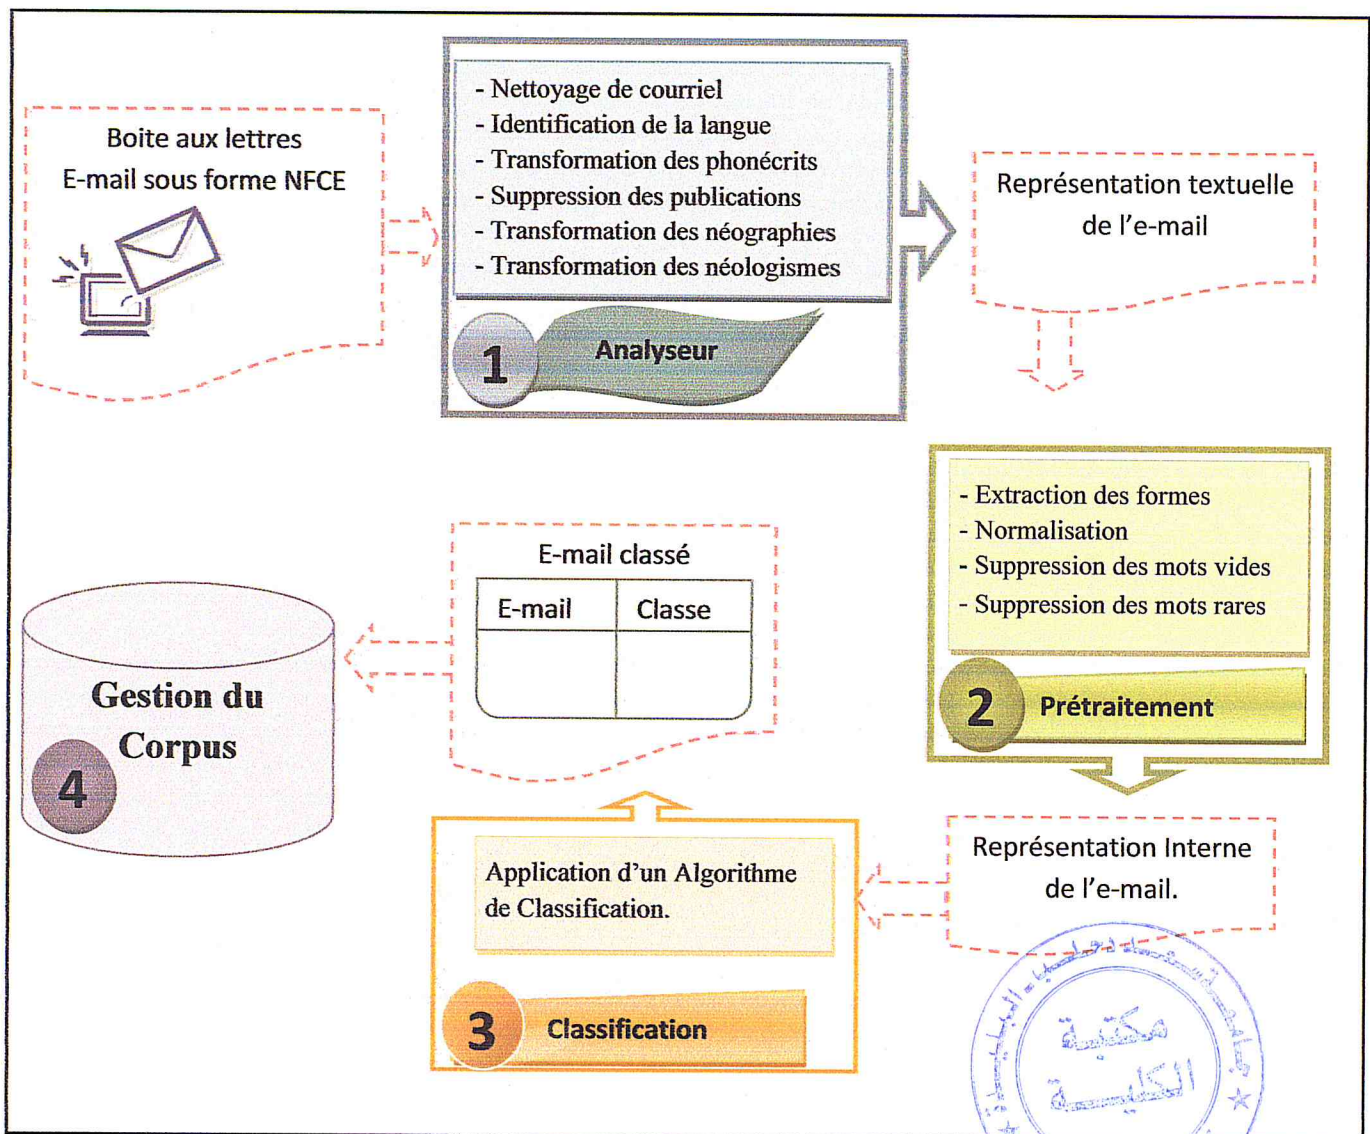 Boite aux lettres
E-mail sous forme NFCE
- Nettoyage de courriel
- Identification de la langue
- Transformation des phonécrits
- Suppression des publications
- Transformation des néographies
- Transformation des néologismes
1
Analyseur
Représentation textuelle
de l'e-mail
- Extraction des formes
- Normalisation
- Suppression des mots vides
- Suppression des mots rares
2
Prétraitement
Représentation Interne
de l'e-mail.
Application d'un Algorithme
de Classification.
3
Classification
E-mail classé
E-mail Classe
Gestion du
Corpus
4
مكتبة
الكليــة